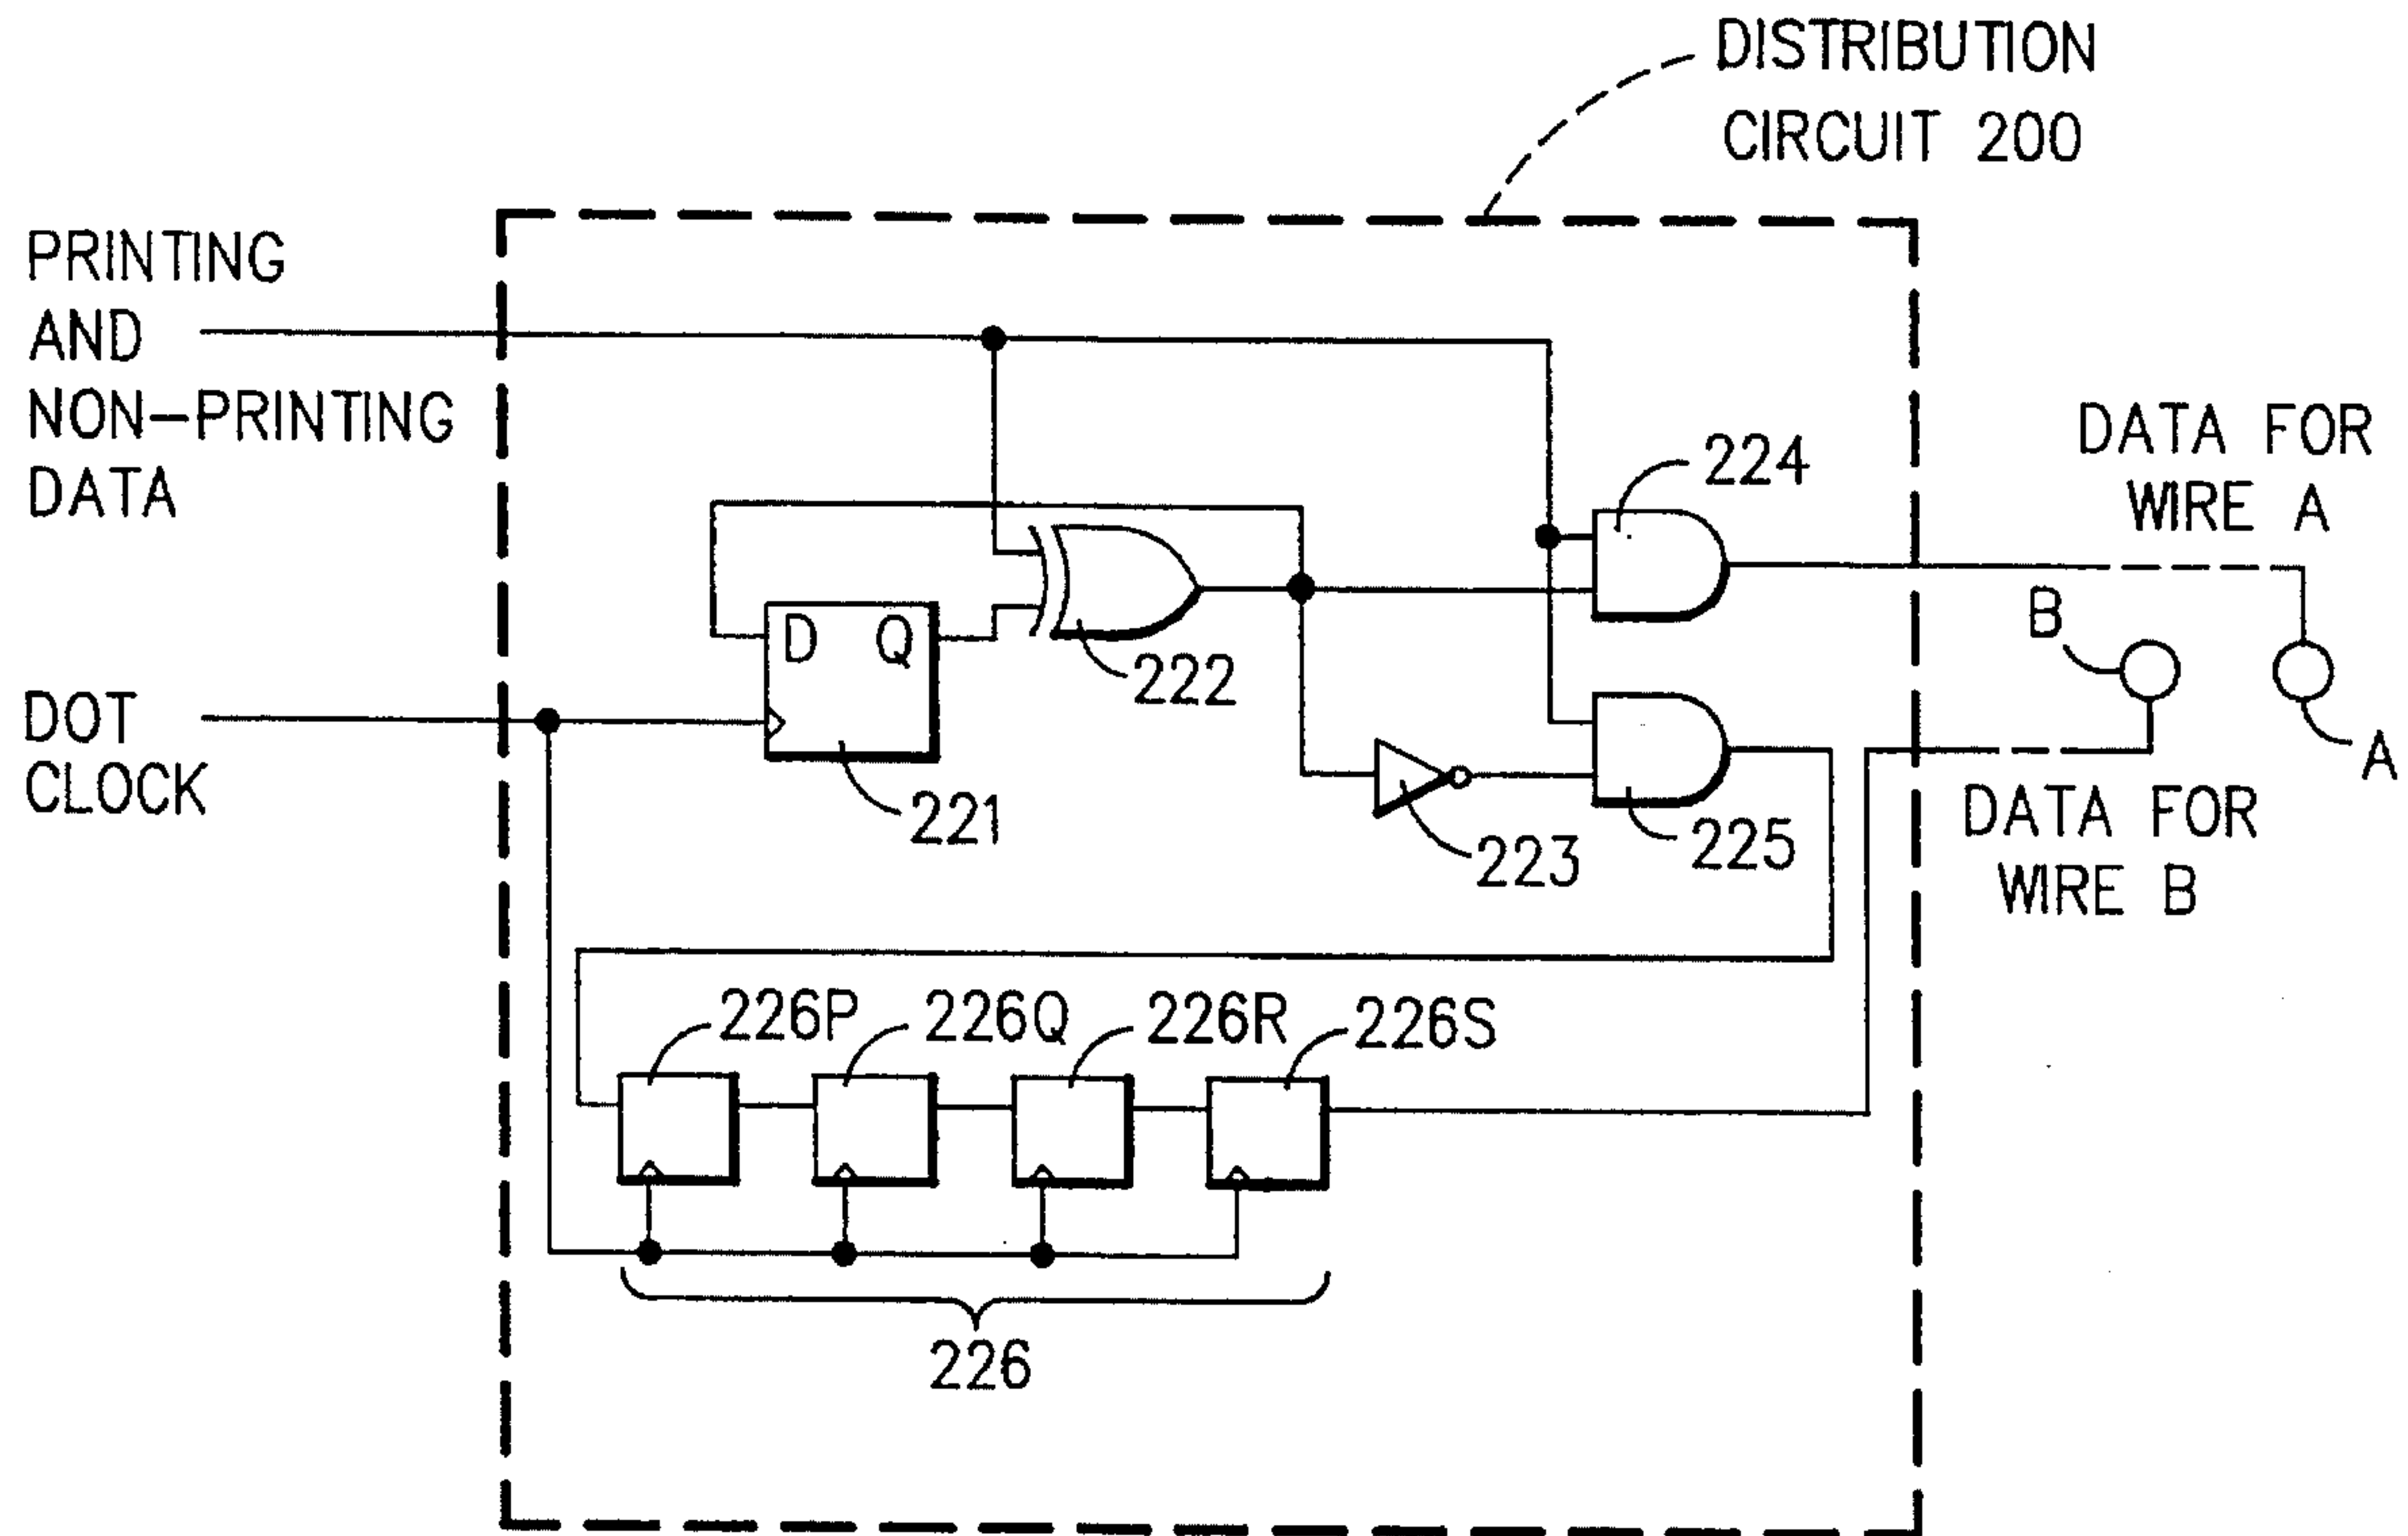 DISTRIBUTION
CIRCUIT 200
PRINTING
AND
NON-PRINTING
DATA
DATA FOR
WIRE A
224
B
D Q
222
DOT
CLOCK
A
221
223
225
DATA FOR
WIRE B
226P
226Q
226R
226S
226